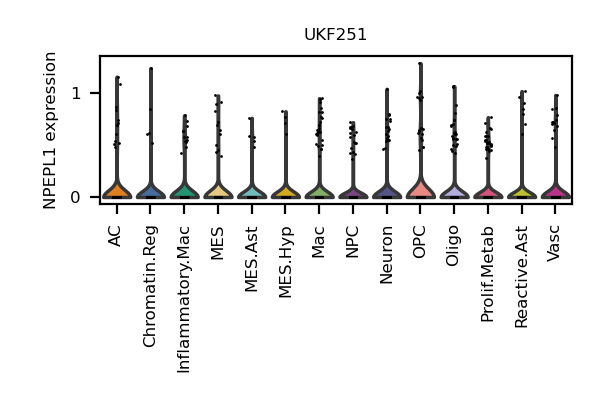 UKF251
NPEPL1 expression
1
0
AC
Chromatin.Reg
Inflammatory.Mac
MES
MES.Ast
MES.Hyp
Mac
NPC
Neuron
OPC
Oligo
Prolif.Metab
Reactive.Ast
Vasc